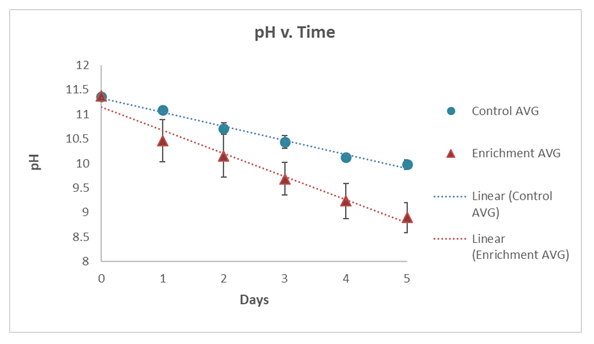 pH v. Time
12
11.5
11
10.5
10
9.5
9
8.5
8
pH
0 1 2 3 4 5
Days
Control AVG
Enrichment AVG
Linear (Control
AVG)
Linear
(Enrichment AVG)